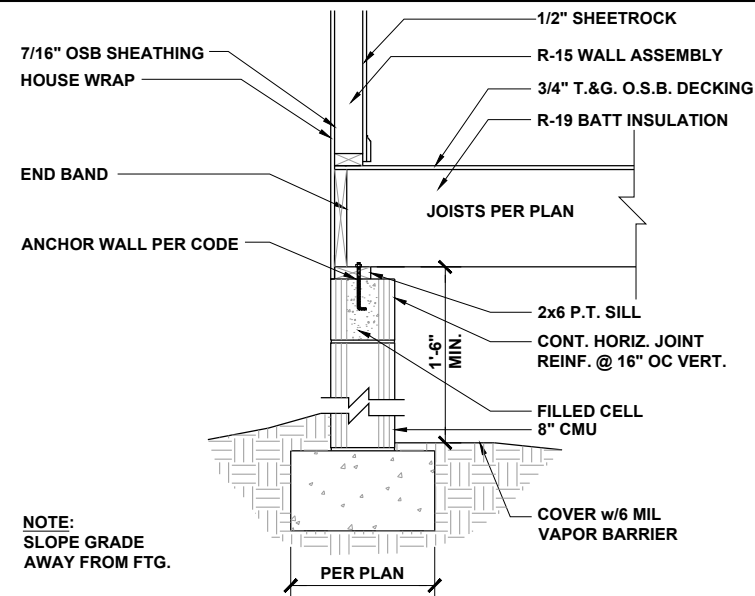 1/2" SHEETROCK
7/16" OSB SHEATHING
R-15 WALL ASSEMBLY
HOUSE WRAP
3/4" T.&G. O.S.B. DECKING
R-19 BATT INSULATION
END BAND
JOISTS PER PLAN
ANCHOR WALL PER CODE
2x6 P.T. SILL
1'-6"
MIN.
CONT. HORIZ. JOINT
REINF. @ 16" OC VERT.
FILLED CELL
8" CMU
COVER w/6 MIL
VAPOR BARRIER
NOTE:
SLOPE GRADE
AWAY FROM FTG.
PER PLAN